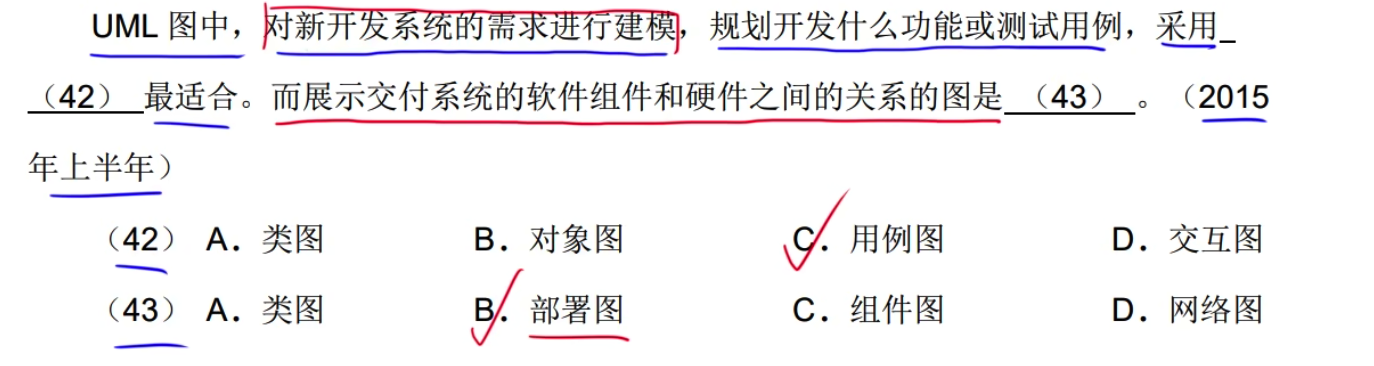 UML 图中，对新开发系统的需求进行建模，规划开发什么功能或测试用例，采用_
（42） 最适合。而展示交付系统的软件组件和硬件之间的关系的图是 （43） 。（2015
年上半年）
（42） A．类图 B．对象图 C．用例图 D．交互图
（43） A．类图 B．部署图 C．组件图 D．网络图